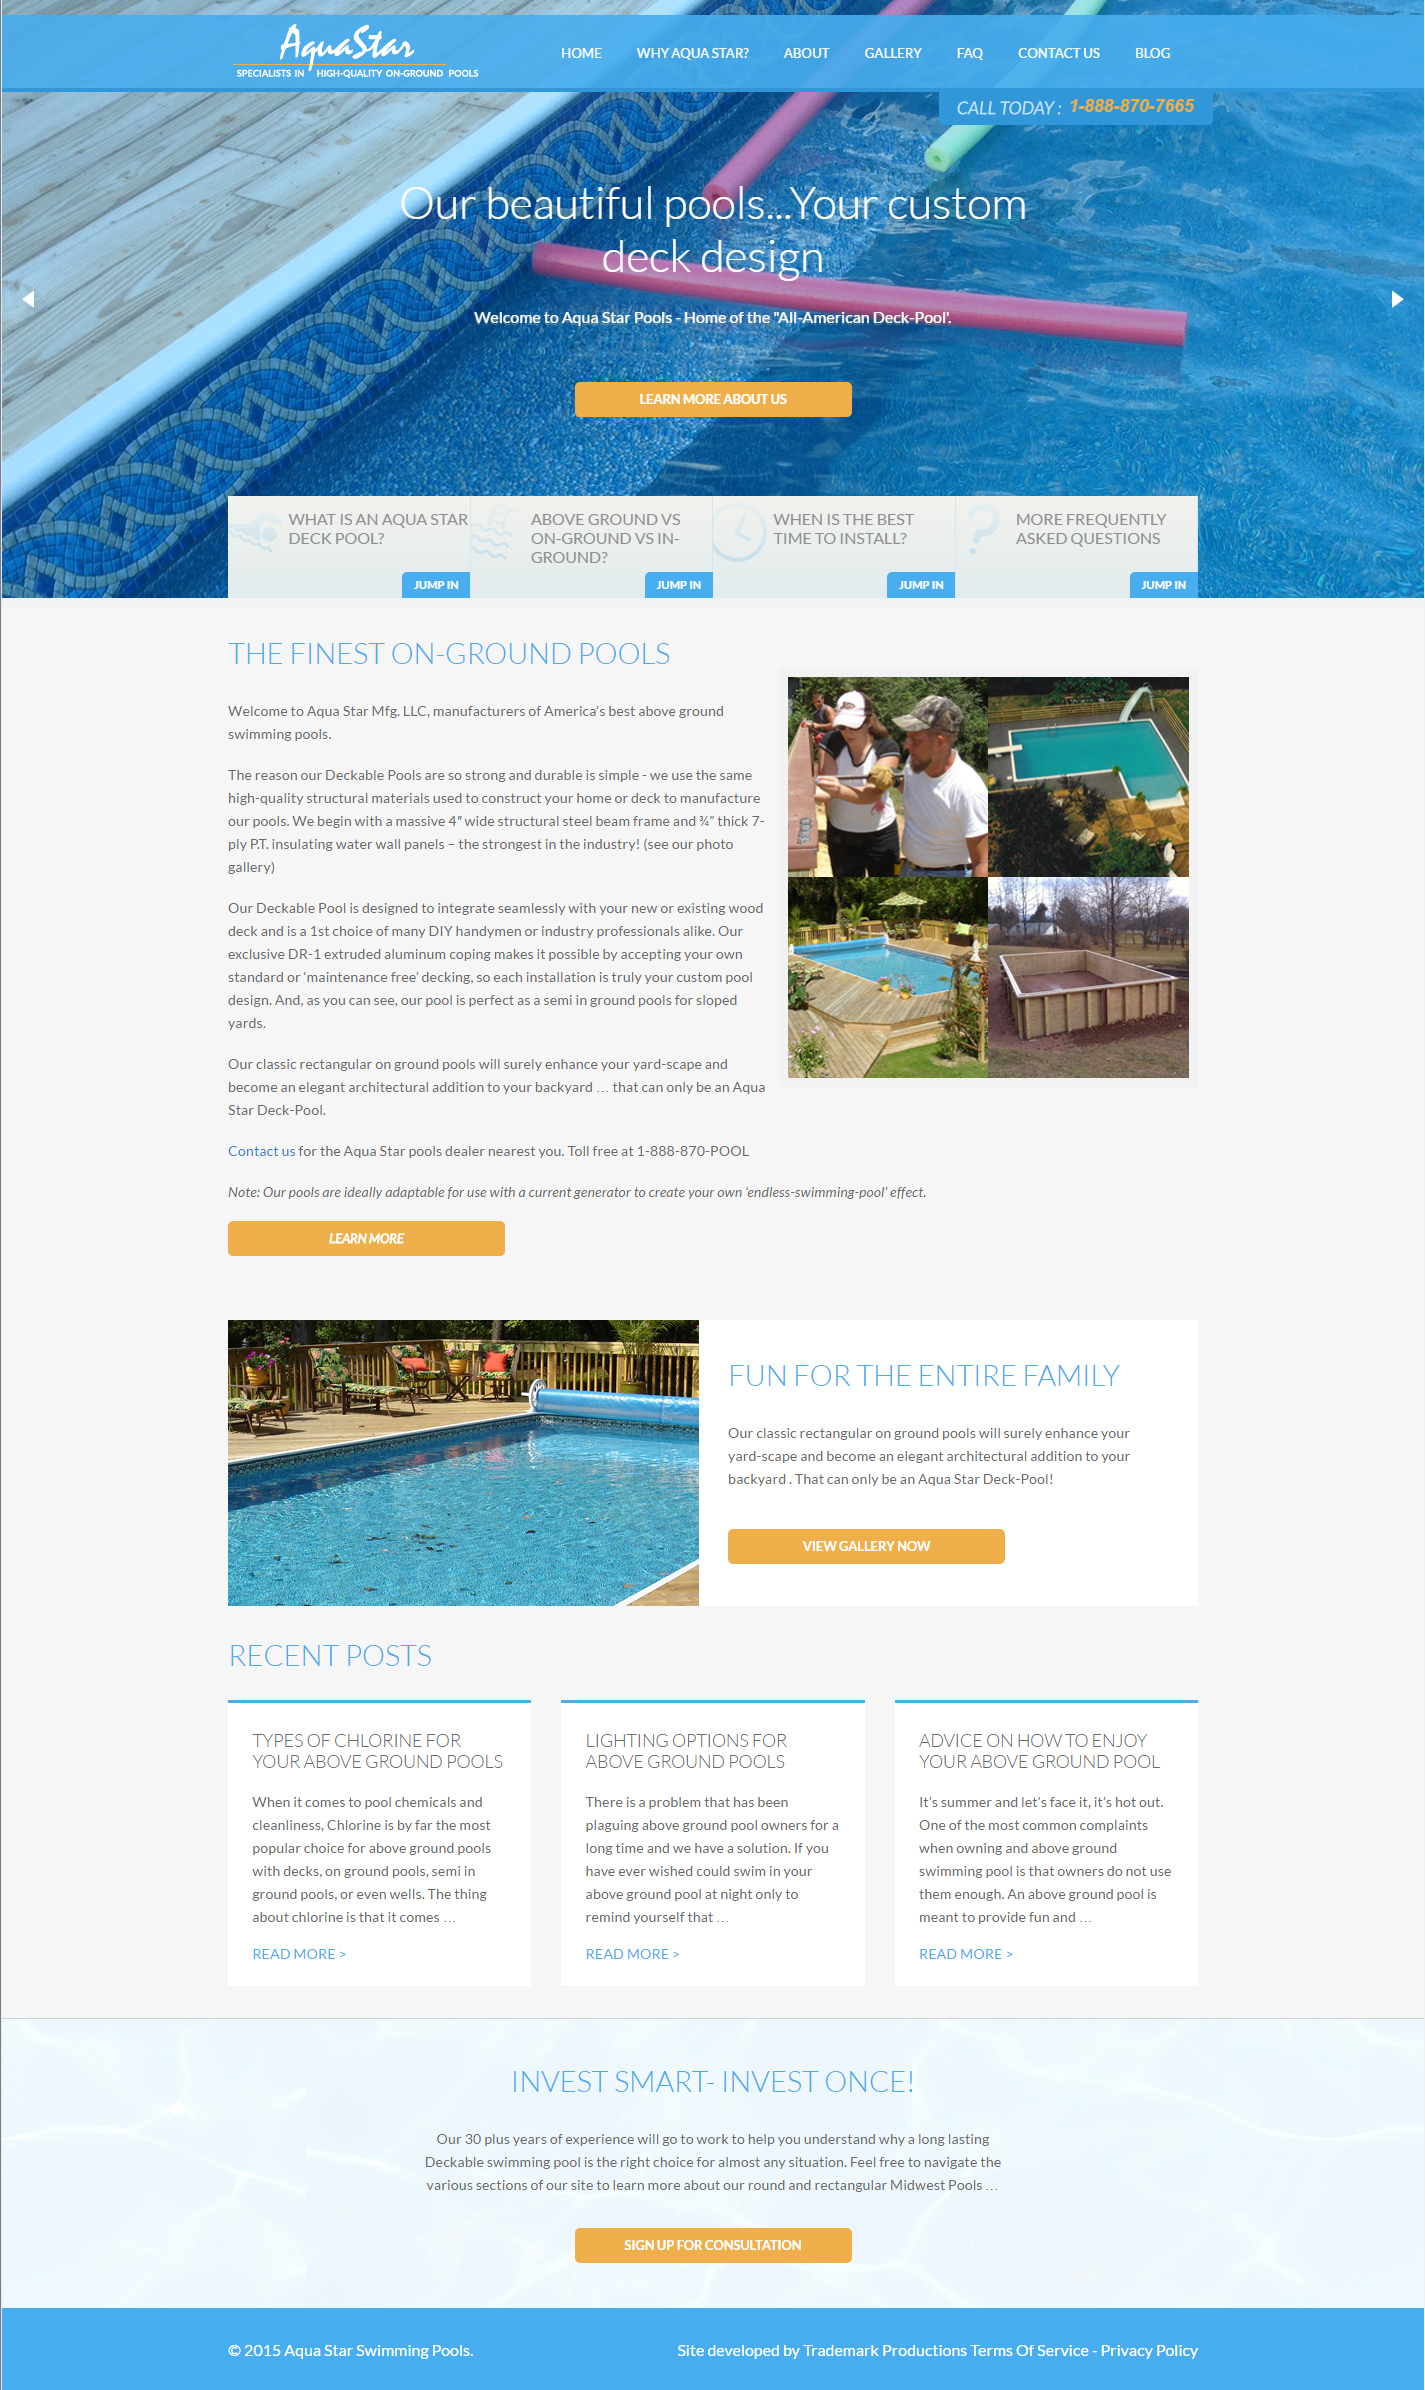 AquaStar
SPECIALISTS IN HIGH-QUALITY ON-GROUND POOLS
HOME WHY AQUA STAR? ABOUT GALLERY FAQ CONTACT US BLOG
CALL TODAY : 1-888-870-7665
Our beautiful pools...Your custom
deck design
Welcome to Aqua Star Pools - Home of the "All-American Deck-Pool'.
LEARN MORE ABOUT US
WHAT IS AN AQUA STAR
DECK POOL?
JUMP IN
ABOVE GROUND VS
ON-GROUND VS IN-
GROUND?
JUMP IN
WHEN IS THE BEST
TIME TO INSTALL?
JUMP IN
MORE FREQUENTLY
ASKED QUESTIONS
JUMP IN
THE FINEST ON-GROUND POOLS
Welcome to Aqua Star Mfg. LLC, manufacturers of America’s best above ground
swimming pools.
The reason our Deckable Pools are so strong and durable is simple - we use the same
high-quality structural materials used to construct your home or deck to manufacture
our pools. We begin with a massive 4″ wide structural steel beam frame and ¾” thick 7-
ply P.T. insulating water wall panels – the strongest in the industry! (see our photo
gallery)
Our Deckable Pool is designed to integrate seamlessly with your new or existing wood
deck and is a 1st choice of many DIY handymen or industry professionals alike. Our
exclusive DR-1 extruded aluminum coping makes it possible by accepting your own
standard or ‘maintenance free’ decking, so each installation is truly your custom pool
design. And, as you can see, our pool is perfect as a semi in ground pools for sloped
yards.
Our classic rectangular on ground pools will surely enhance your yard-scape and
become an elegant architectural addition to your backyard … that can only be an Aqua
Star Deck-Pool.
Contact us for the Aqua Star pools dealer nearest you. Toll free at 1-888-870-POOL
Note: Our pools are ideally adaptable for use with a current generator to create your own ‘endless-swimming-pool’ effect.
LEARN MORE
FUN FOR THE ENTIRE FAMILY
Our classic rectangular on ground pools will surely enhance your
yard-scape and become an elegant architectural addition to your
backyard . That can only be an Aqua Star Deck-Pool!
VIEW GALLERY NOW
RECENT POSTS
TYPES OF CHLORINE FOR
YOUR ABOVE GROUND POOLS
When it comes to pool chemicals and
cleanliness, Chlorine is by far the most
popular choice for above ground pools
with decks, on ground pools, semi in
ground pools, or even wells. The thing
about chlorine is that it comes …
READ MORE >
LIGHTING OPTIONS FOR
ABOVE GROUND POOLS
There is a problem that has been
plaguing above ground pool owners for a
long time and we have a solution. If you
have ever wished could swim in your
above ground pool at night only to
remind yourself that …
READ MORE >
ADVICE ON HOW TO ENJOY
YOUR ABOVE GROUND POOL
It’s summer and let’s face it, it’s hot out.
One of the most common complaints
when owning and above ground
swimming pool is that owners do not use
them enough. An above ground pool is
meant to provide fun and …
READ MORE >
INVEST SMART- INVEST ONCE!
Our 30 plus years of experience will go to work to help you understand why a long lasting
Deckable swimming pool is the right choice for almost any situation. Feel free to navigate the
various sections of our site to learn more about our round and rectangular Midwest Pools …
SIGN UP FOR CONSULTATION
© 2015 Aqua Star Swimming Pools.
Site developed by Trademark Productions Terms Of Service - Privacy Policy